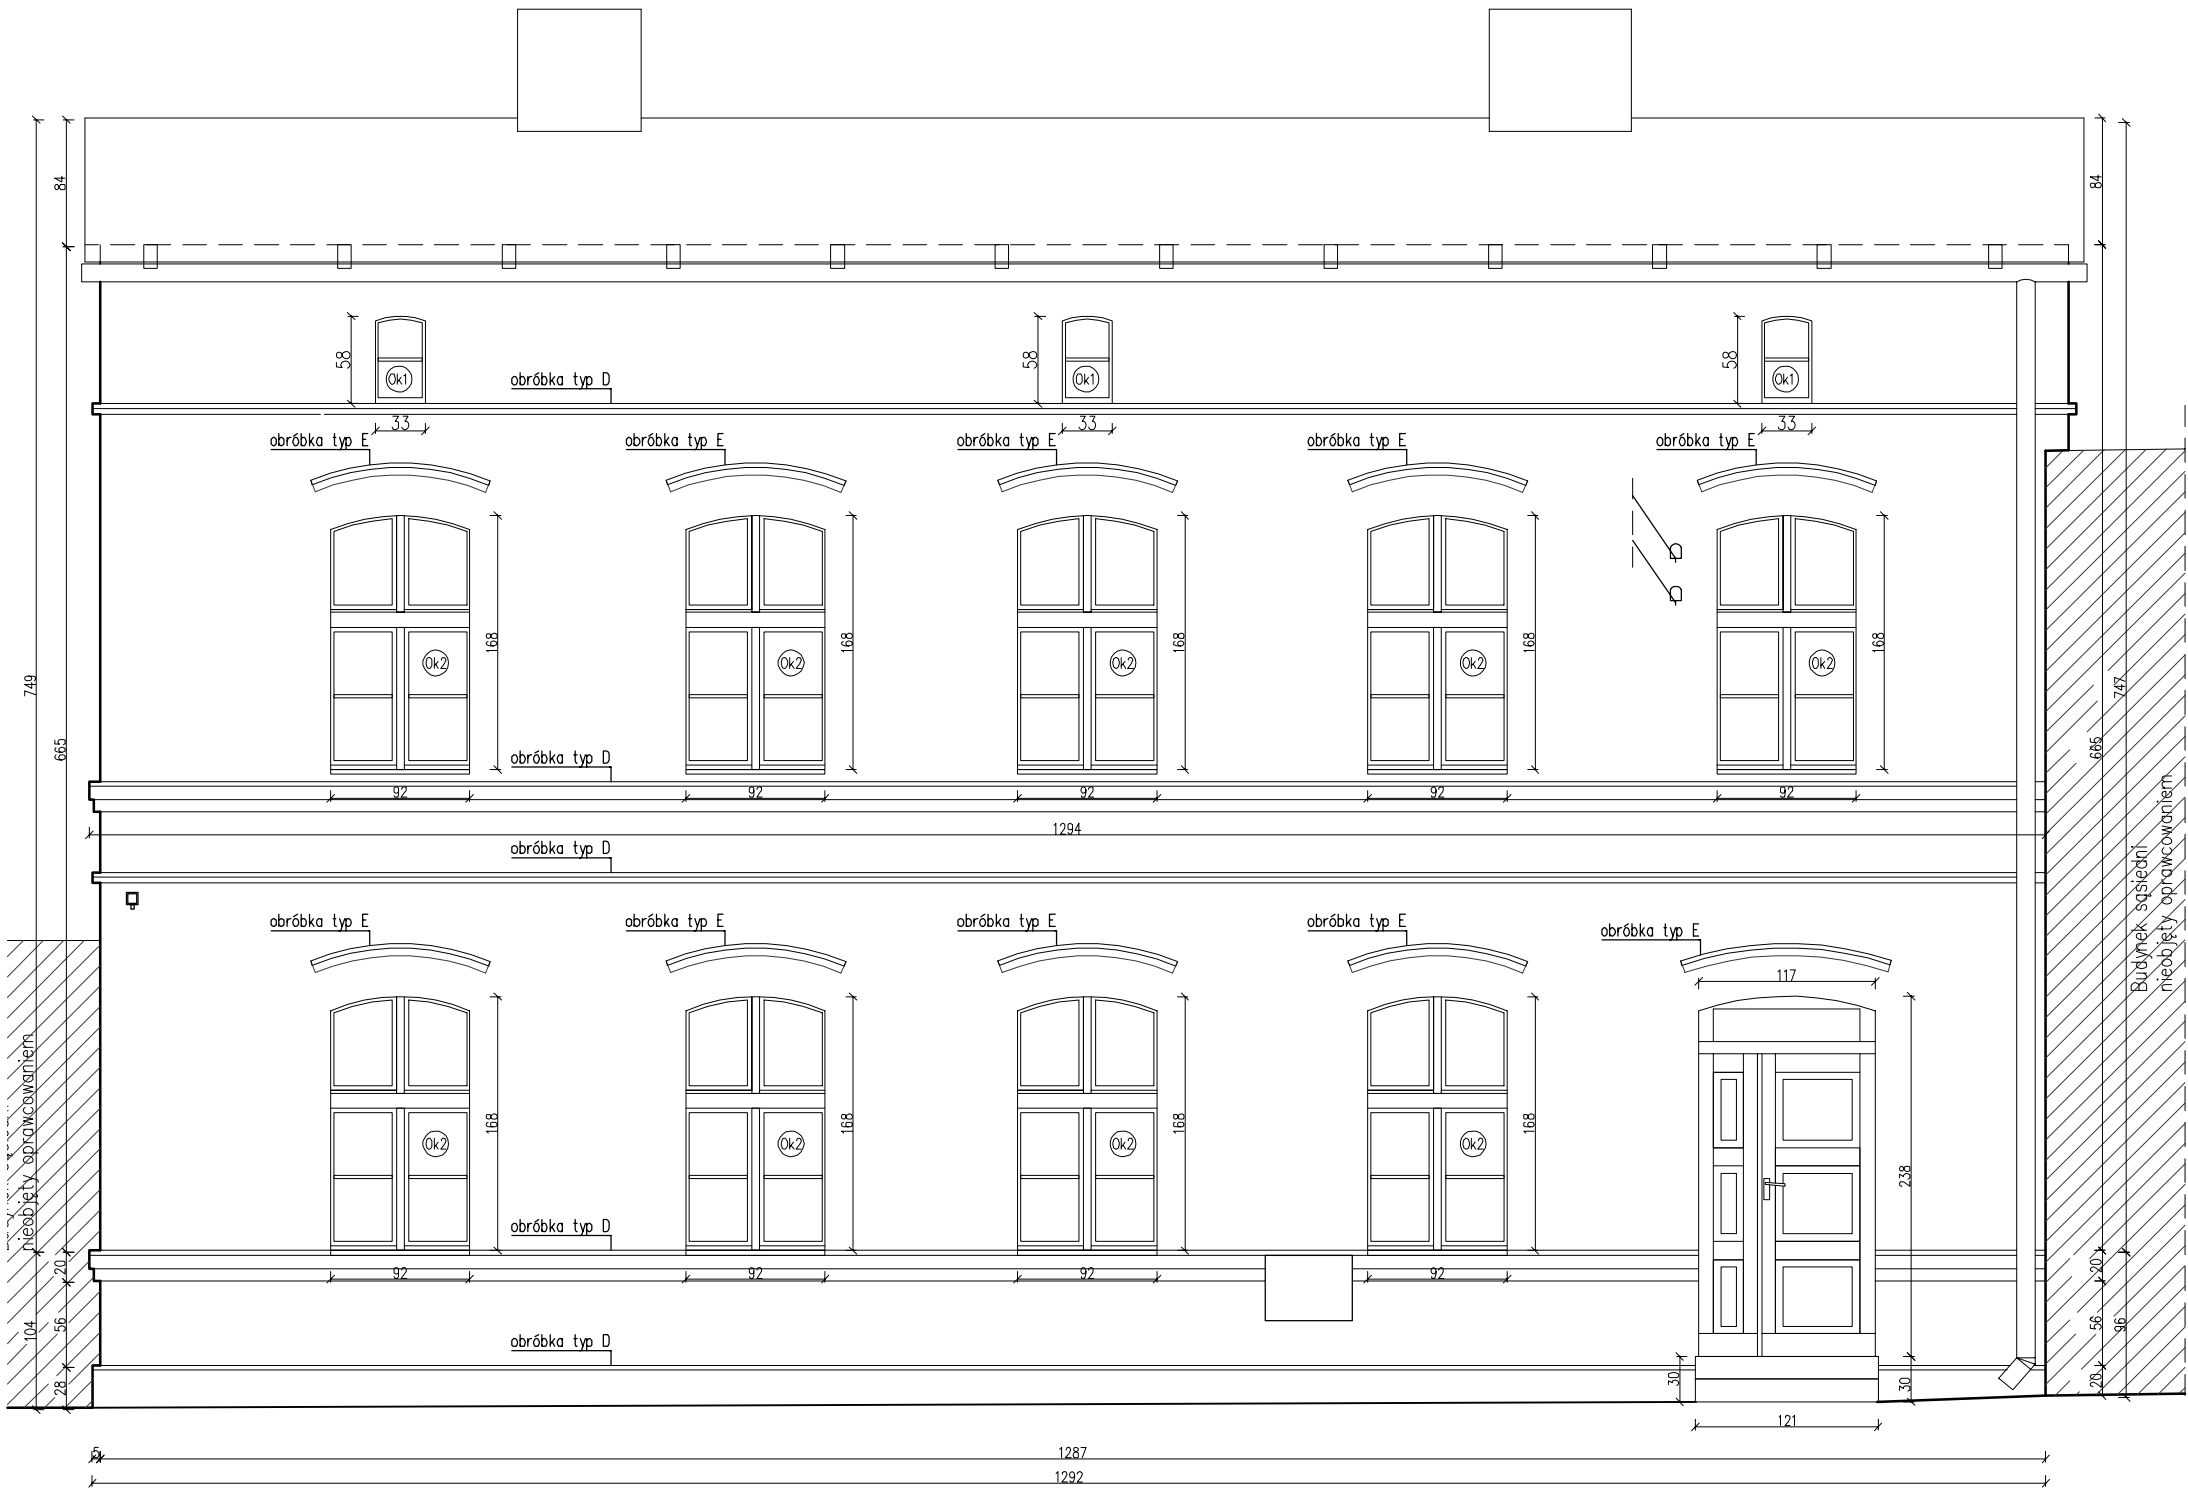 84
84
58
Ok1
33
58
Ok1
33
58
Ok1
33
obróbka typ D
obróbka typ E
obróbka typ E
obróbka typ E
obróbka typ E
obróbka typ E
168
168
168
168
168
Ok2
Ok2
Ok2
Ok2
Ok2
749
665
747
665
obróbka typ D
92
92
92
92
92
1294
obróbka typ D
Budynek sąsiedni
nieobjęty oprawcowaniem
obróbka typ E
obróbka typ E
obróbka typ E
obróbka typ E
obróbka typ E
117
168
168
168
168
238
Ok2
Ok2
Ok2
Ok2
nieobjęty oprawcowaniem
obróbka typ D
92
92
92
92
20
56
28
104
20
56
20
96
obróbka typ D
30
30
121
5
1287
1292